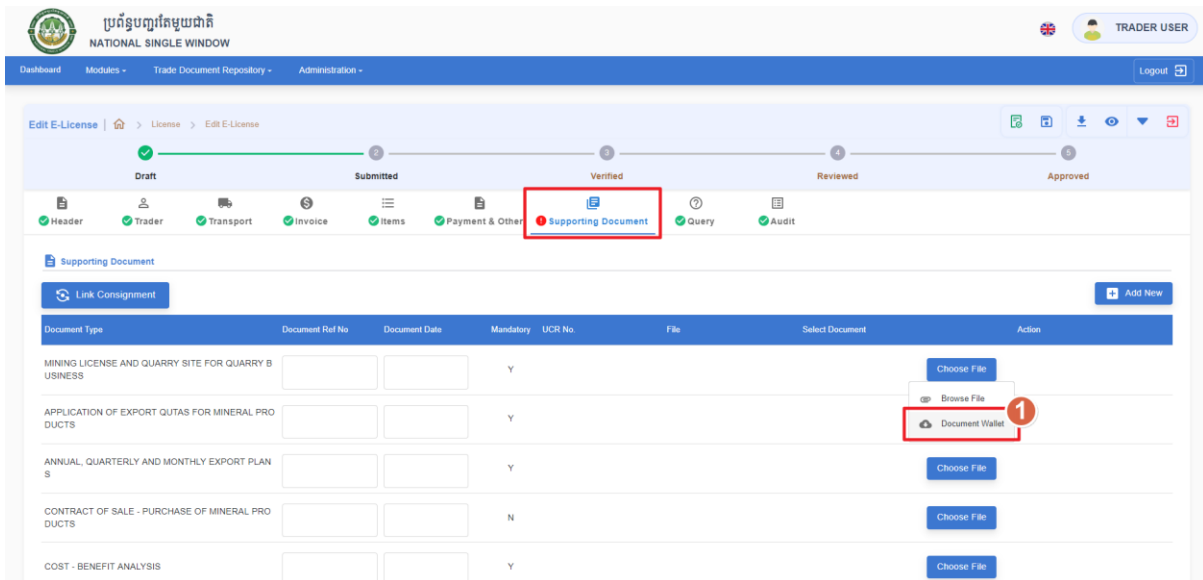 ប្រព័ន្ធបញ្ជរតែមួយជាតិ
NATIONAL SINGLE WINDOW
TRADER USER
Dashboard Modules Trade Document Repository Administration Logout
Edit E-License | > License > Edit E-License
2 3 4 5
Draft Submitted Verified Reviewed Approved
Header Trader Transport Invoice Items Payment & Other Supporting Document Query Audit
Supporting Document
Link Consignment Add New
Document Type Document Ref No Document Date Mandatory UCR No. File Select Document Action
MINING LICENSE AND QUARRY SITE FOR QUARRY B
USINESS
Y Choose File
Browse File
APPLICATION OF EXPORT QUTAS FOR MINERAL PRO
DUCTS
Y
Document Wallet
1
ANNUAL, QUARTERLY AND MONTHLY EXPORT PLAN
S
Y Choose File
CONTRACT OF SALE - PURCHASE OF MINERAL PRO
DUCTS
N Choose File
COST - BENEFIT ANALYSIS Y Choose File